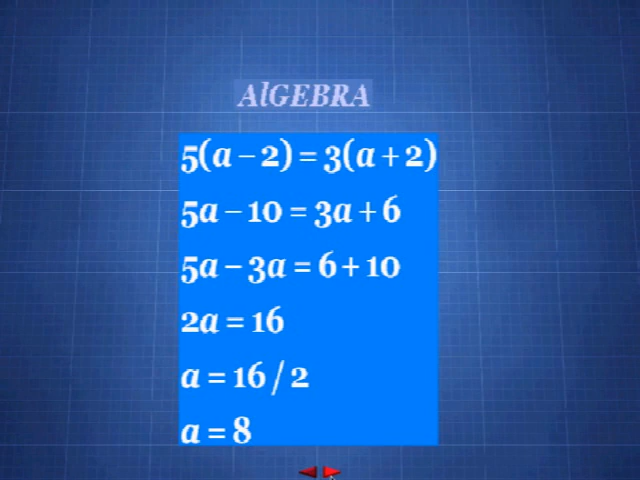 AlGEBRA
5(a – 2) = 3(a + 2)
5a – 10 = 3a + 6
5a – 3a = 6 + 10
2a = 16
a = 16 / 2
a = 8